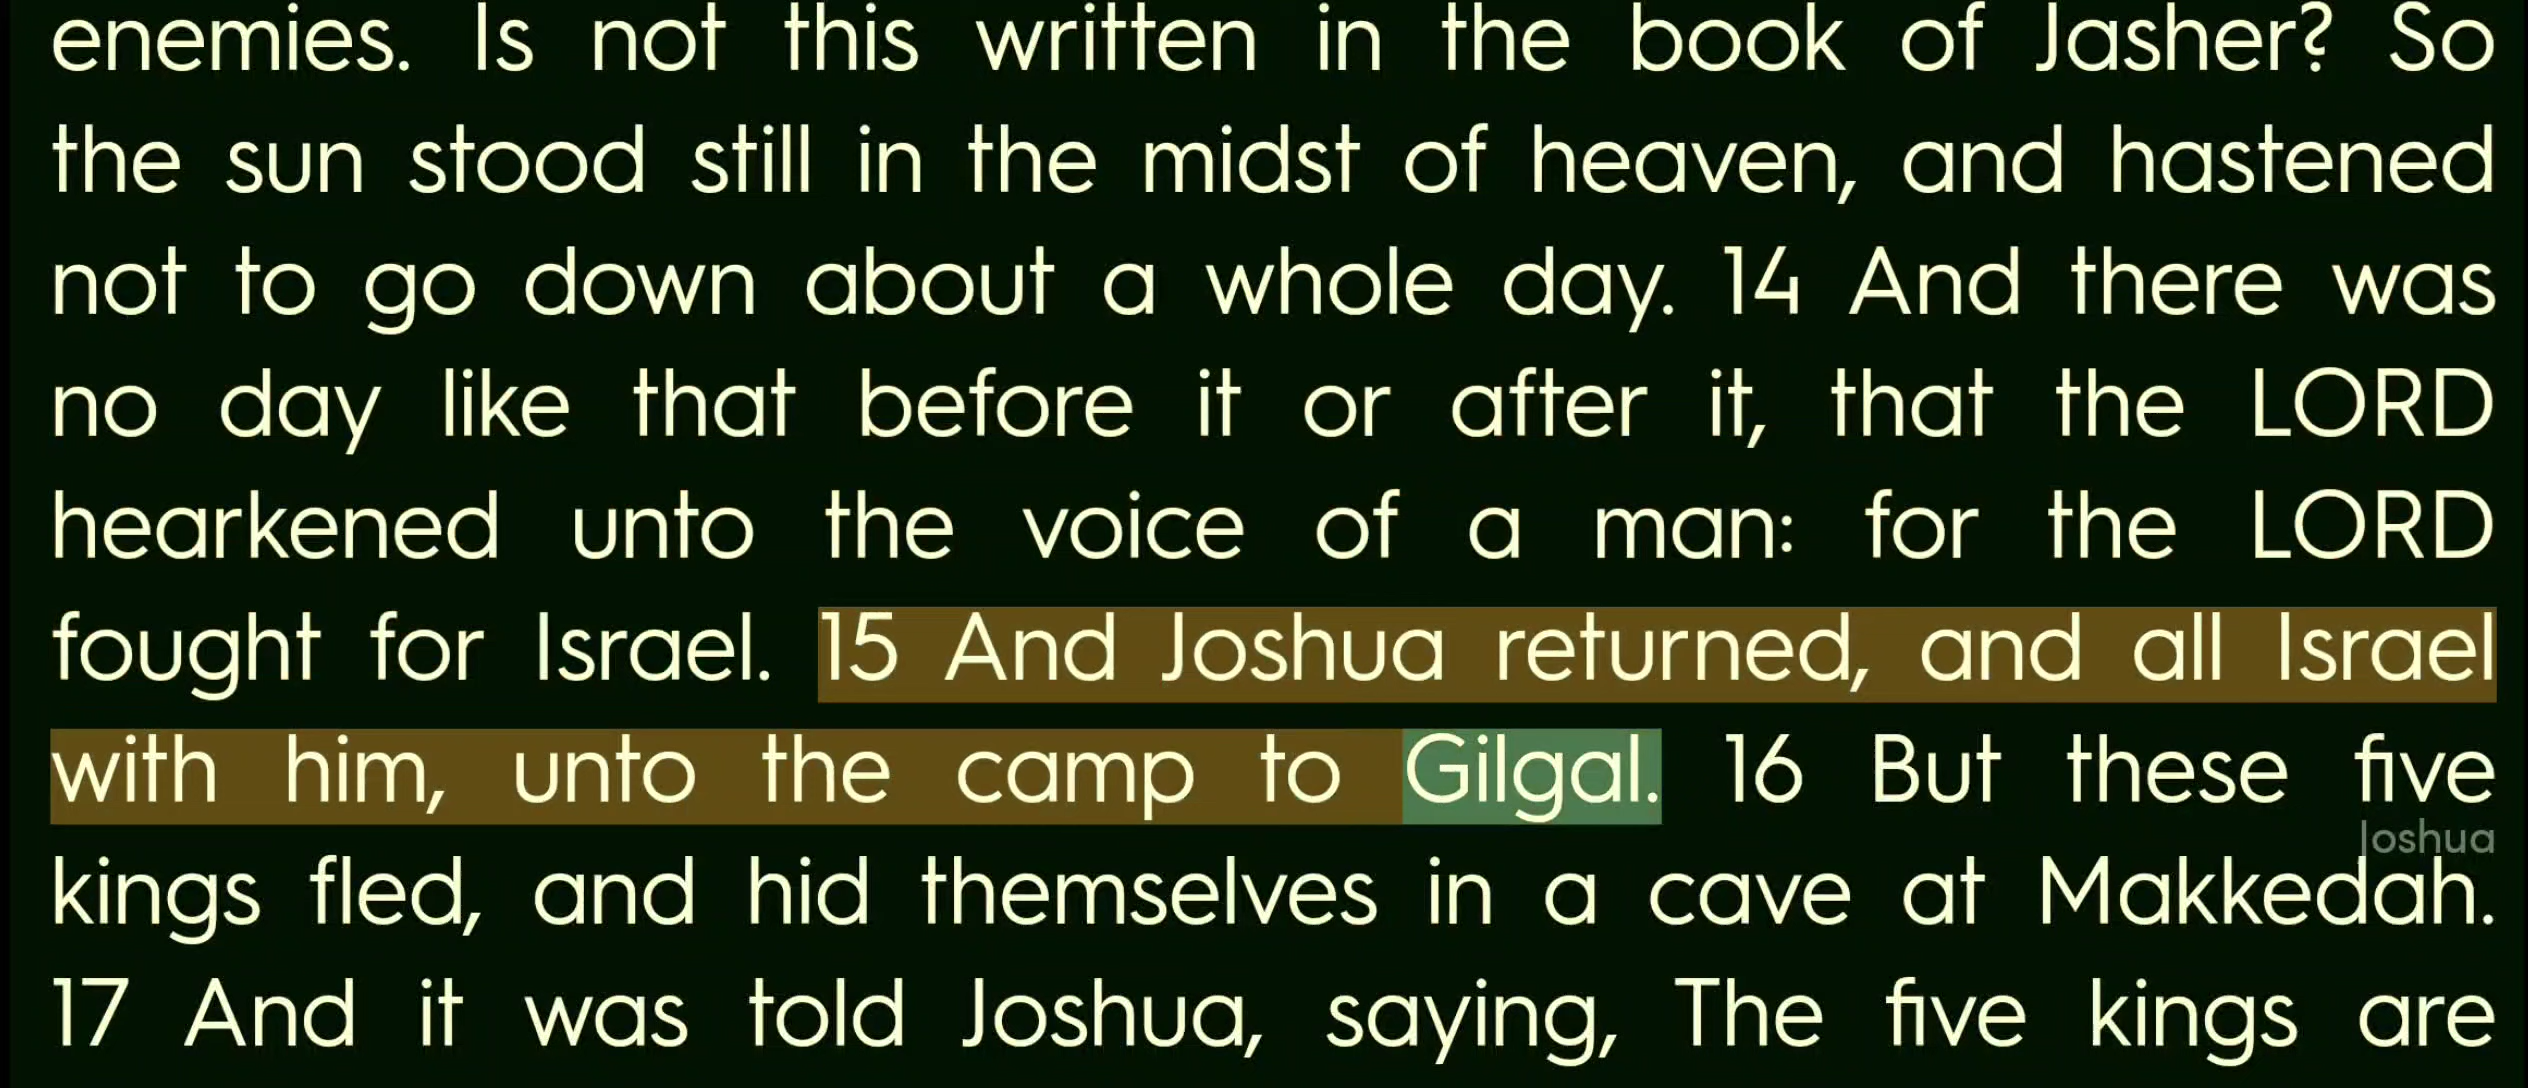 enemies. Is not this written in the book of Jasher? So
the sun stood still in the midst of heaven, and hastened
not to go down about a whole day. 14 And there was
no day like that before it or after it, that the LORD
hearkened unto the voice of a man: for the LORD
fought for Israel. 15 And Joshua returned, and all Israel
with him, unto the camp to Gilgal. 16 But these five
Joshua
kings fled, and hid themselves in a cave at Makkedah.
17 And it was told Joshua, saying, The five kings are